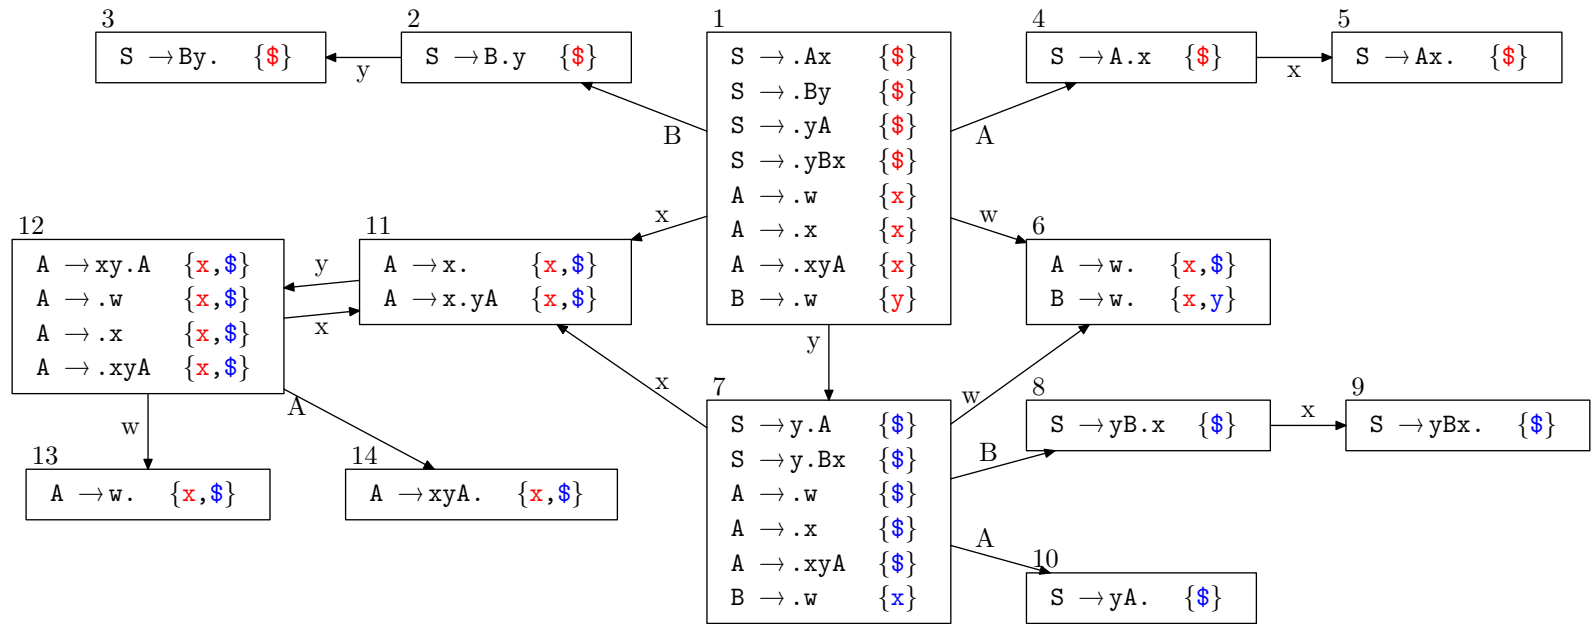 3
S →By. {$}
y
2
S →B.y {$}
B
1
S →.Ax {$}
S →.By {$}
S →.yA {$}
S →.yBx {$}
A →.w {x}
A →.x {x}
A →.xyA {x}
B →.w {y}
A
4
S →A.x {$}
x
5
S →Ax. {$}
12
A →xy.A {x,$}
A →.w {x,$}
A →.x {x,$}
A →.xyA {x,$}
y
x
11
A →x. {x,$}
A →x.yA {x,$}
x
w
6
A →w. {x,$}
B →w. {x,y}
y
x
w
7
S →y.A {$}
S →y.Bx {$}
A →.w {$}
A →.x {$}
A →.xyA {$}
B →.w {x}
B
8
S →yB.x {$}
x
9
S →yBx. {$}
A
10
S →yA. {$}
w
13
A →w. {x,$}
A
14
A →xyA. {x,$}